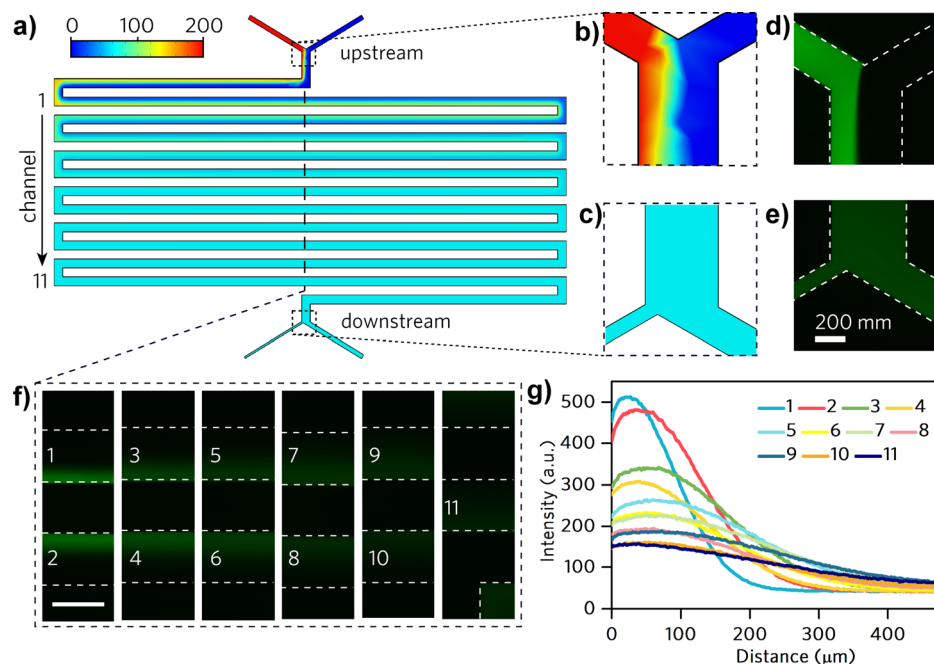 a)
0 100 200
upstream
1
channel
11
downstream
b)
c)
d)
e)
200 mm
f)
1 3 5 7 9
11
2 4 6 8 10
g)
500
400
300
200
100
0
Intensity (a.u.)
1 2 3 4
5 6 7 8
9 10 11
0 100 200 300 400
Distance (μm)